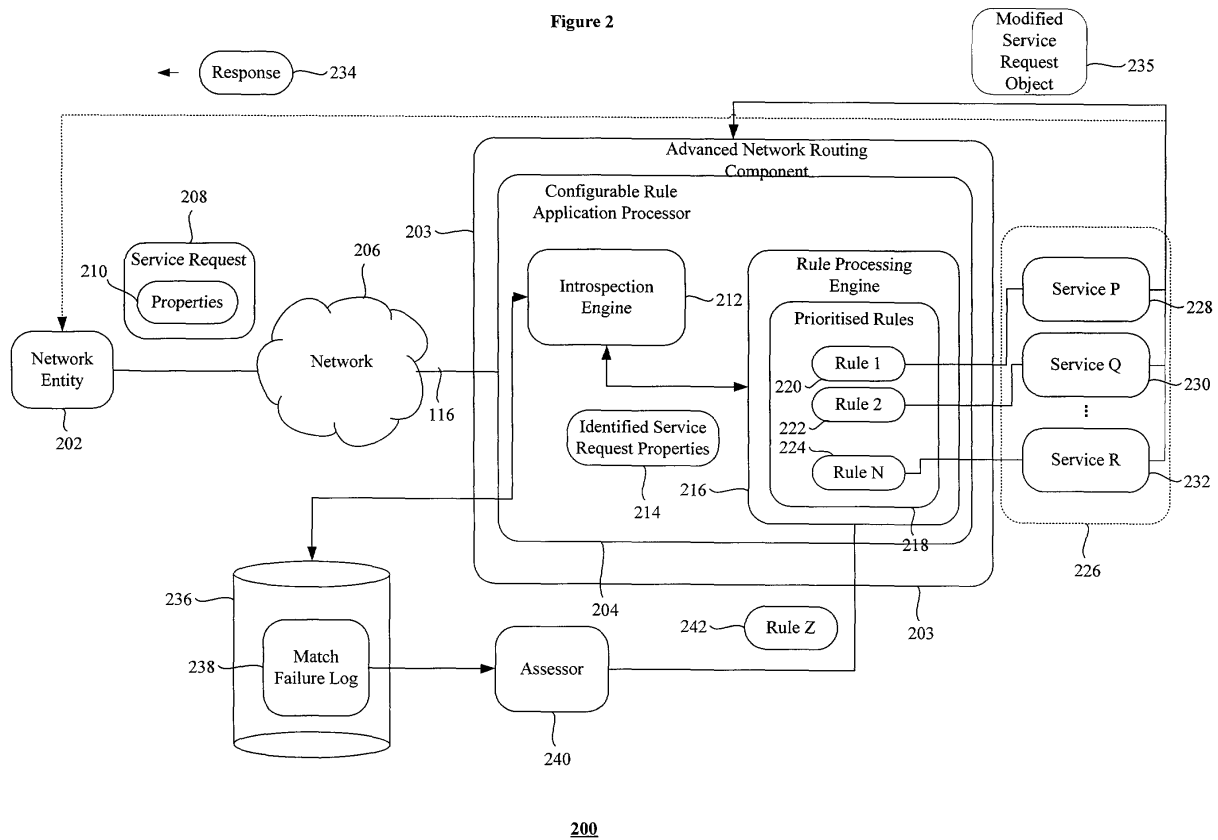 Figure 2
Modified
Service
Request
Object
235
Response
234
Advanced Network Routing
Component
Configurable Rule
Application Processor
203
208
Service Request
210
Properties
206
Network
Network
Entity
202
116
Introspection
Engine
212
Rule Processing
Engine
Prioritised Rules
Rule 1
220
Rule 2
222
224
Rule N
Identified Service
Request Properties
214
216
218
Service P
228
Service Q
230
...
Service R
232
226
204
203
236
238
Match
Failure Log
Assessor
240
242
Rule Z
200